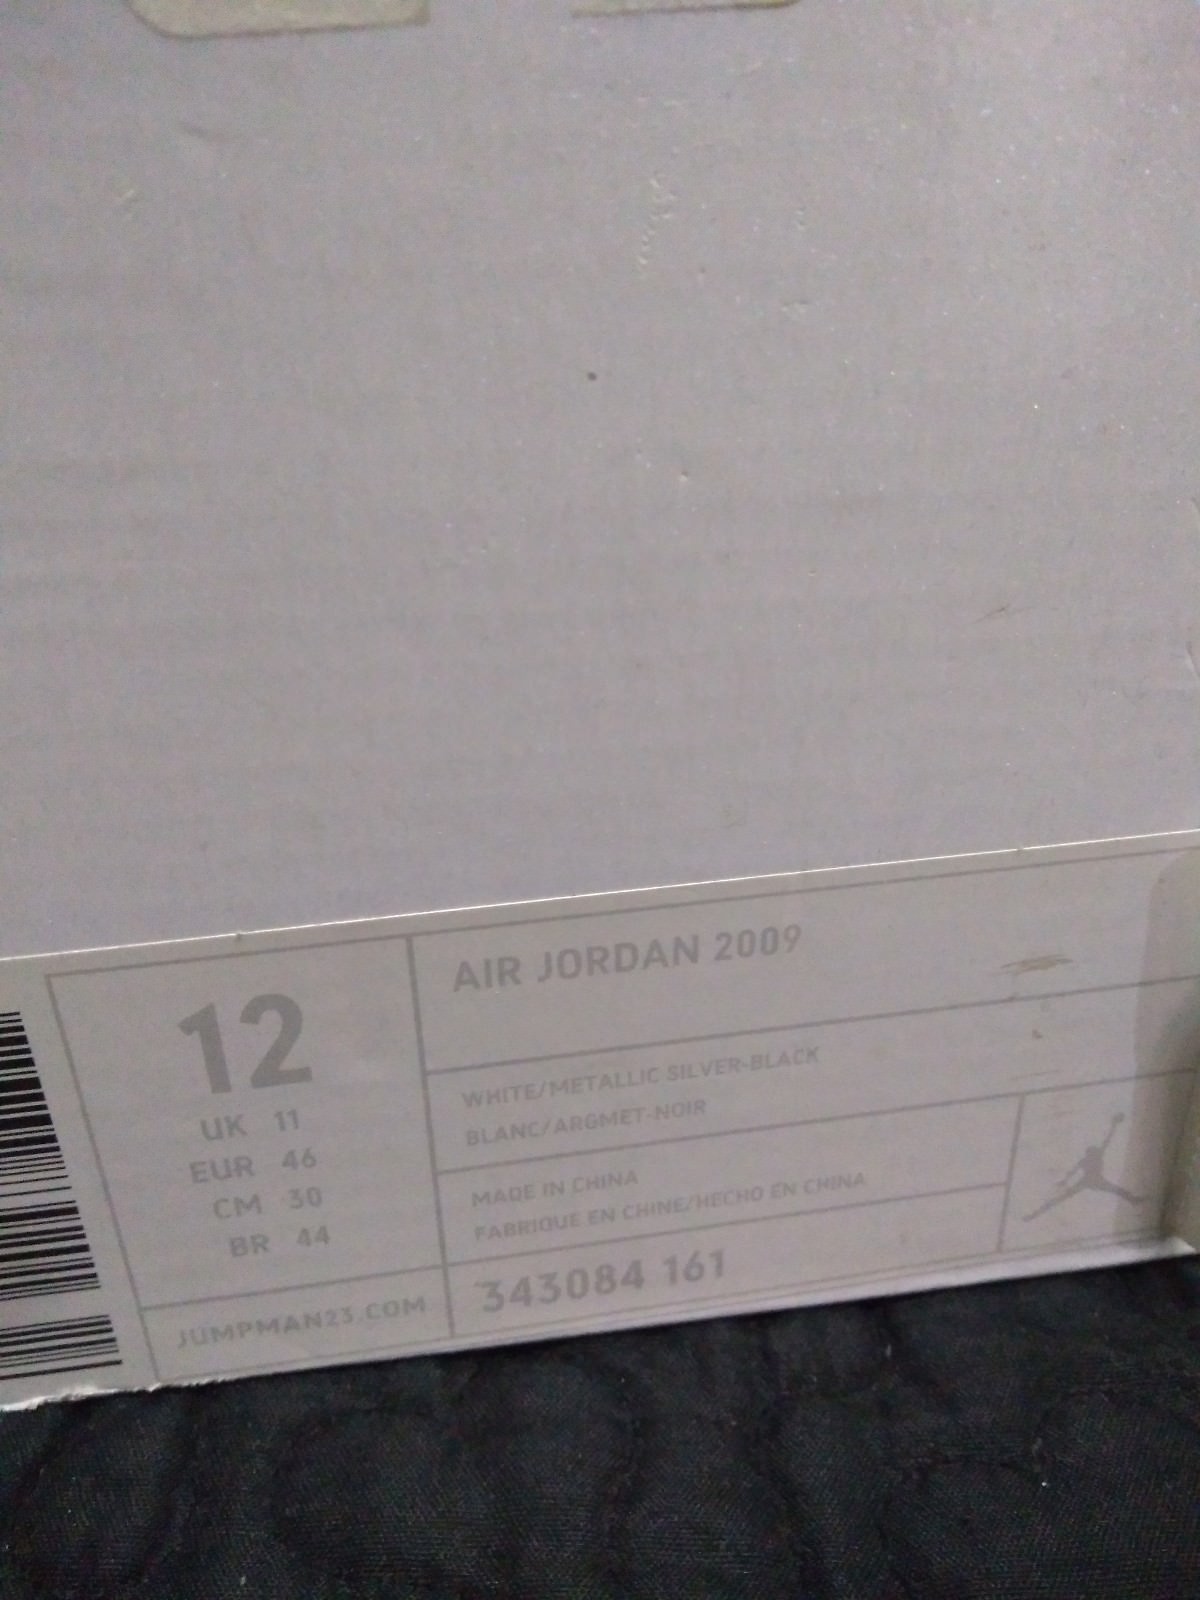 12
UK 11
EUR 46
CM 30
BR 44
JUMPMAN23.COM
AIR JORDAN 2009
WHITE/METALLIC SILVER-BLACK
BLANC/ARGMET-NOIR
MADE IN CHINA
FABRIQUE EN CHINE/HECHO EN CHINA
343084 161